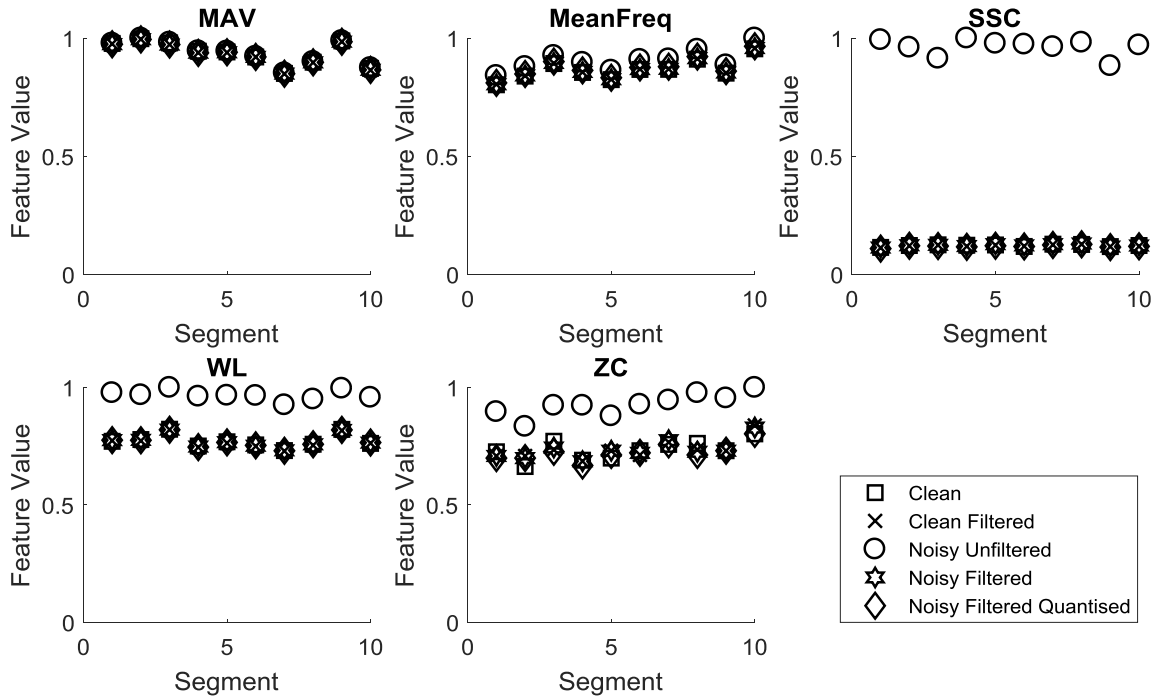 MAV
MeanFreq
SSC
1
0.5
0
0
5
10
Feature Value
Segment
1
0.5
0
0
5
10
Feature Value
Segment
1
0.5
0
0
5
10
Feature Value
Segment
WL
ZC
1
0.5
0
0
5
10
Feature Value
Segment
1
0.5
0
0
5
10
Feature Value
Segment
Clean
Clean Filtered
Noisy Unfiltered
Noisy Filtered
Noisy Filtered Quantised